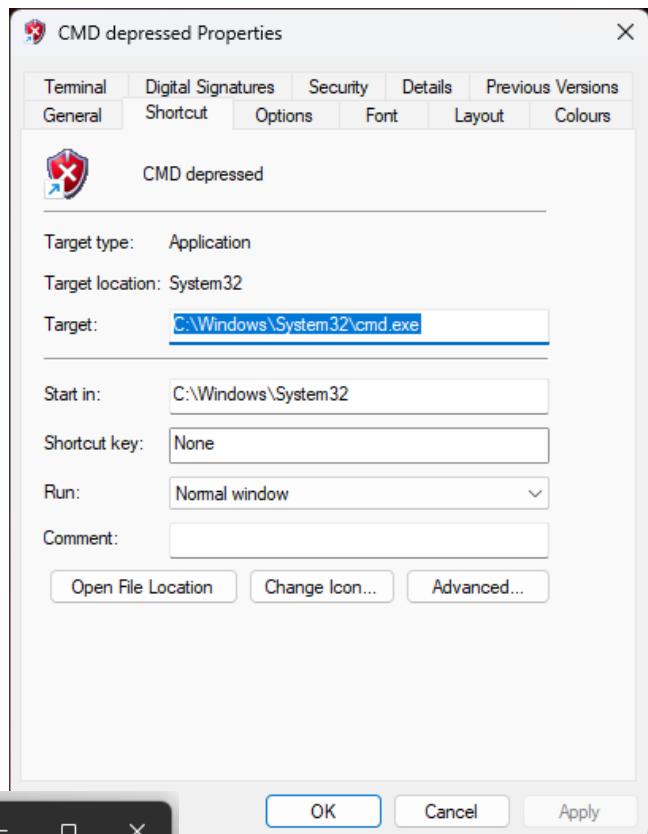 CMD depressed Properties
Terminal Digital Signatures Security Details Previous Versions
General Shortcut Options Font Layout Colours
CMD depressed
Target type: Application
Target location: System32
Target: C:\Windows\System32\cmd.exe
Start in: C:\Windows\System32
Shortcut key: None
Run: Normal window
Comment:
Open File Location Change Icon... Advanced...
OK Cancel Apply